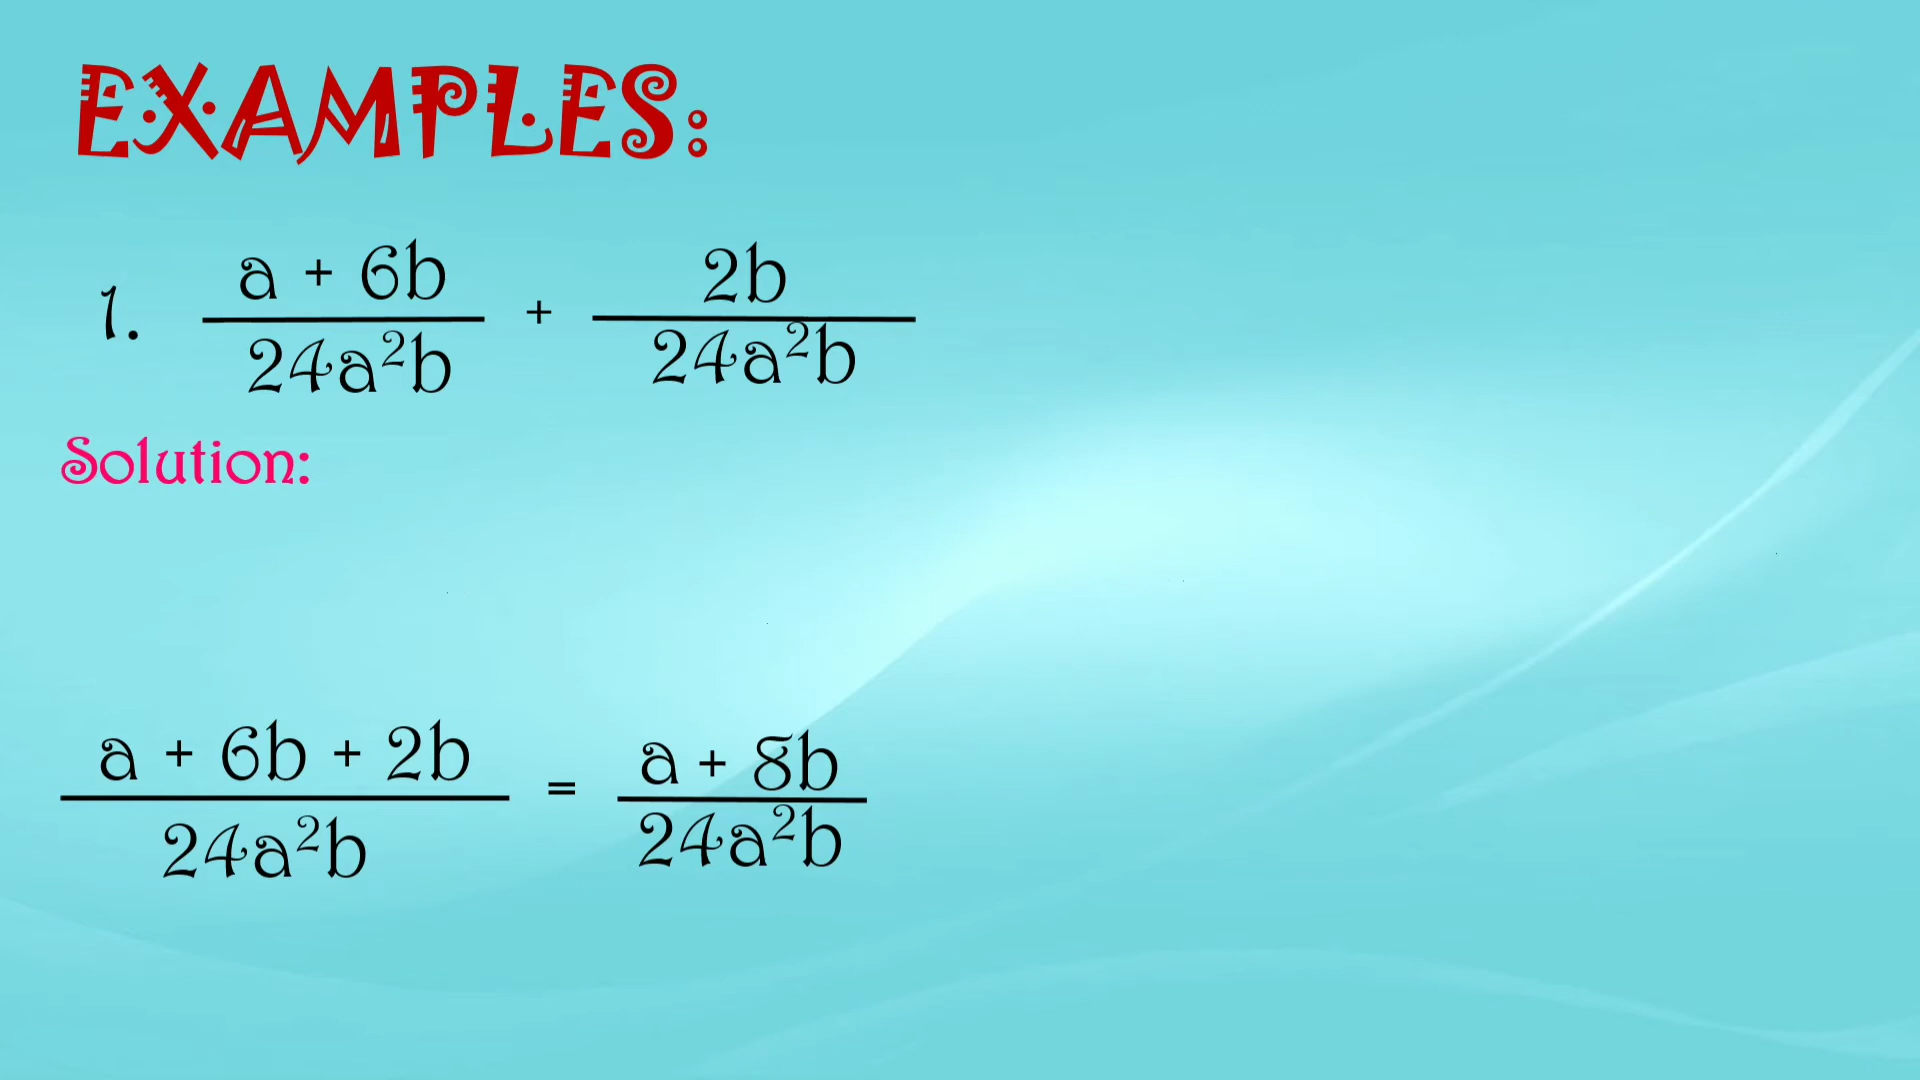 EXAMPLES:
1. a + 6b / 24a²b + 2b / 24a²b
Solution:
a + 6b + 2b / 24a²b = a + 8b / 24a²b